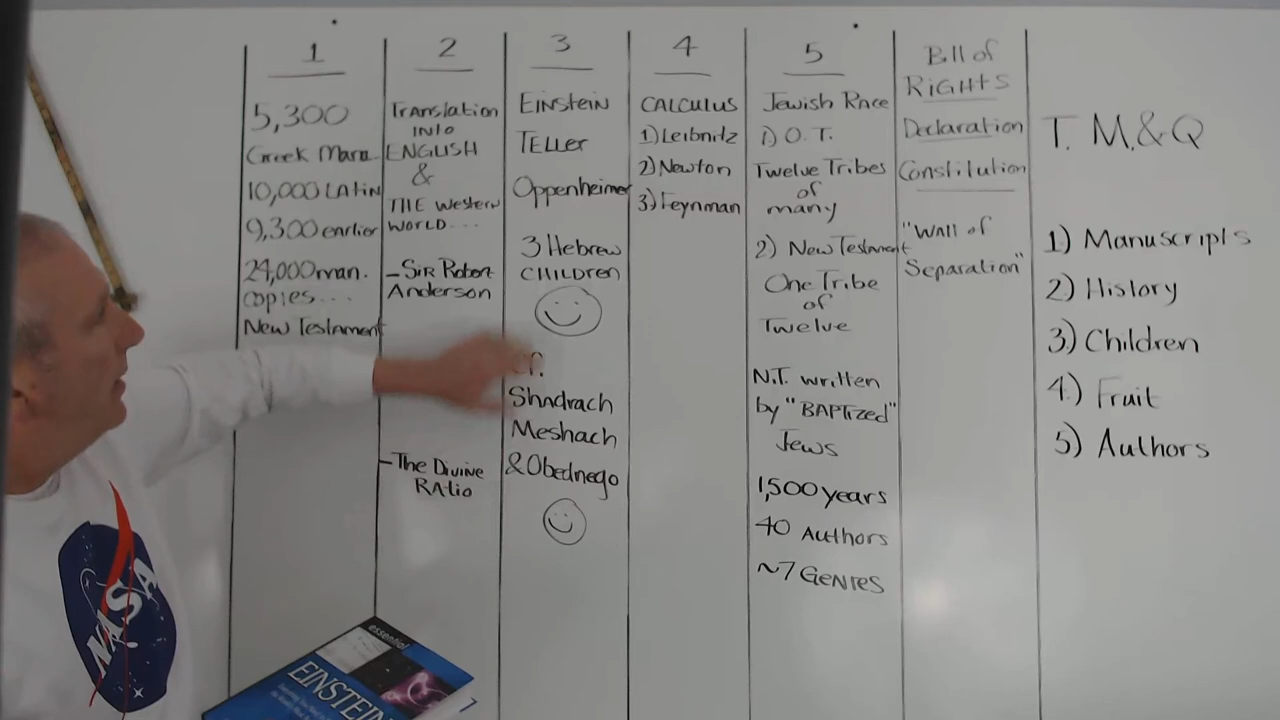 1
5,300
Greek Manu
10,000 LATIN
9,300 earlier
24,000 man.
copies...
New Testament
2
Translation
INto
ENGLISH
&
THE Western
WORLD....
-Sir Robert
Anderson
-The Divine
RAtio
3
EINSTEIN
TELLer
Oppenheimer
3 Hebrew
CHILDREN
cf.
Shadrach
Meshach
&Obednego
4
CALCULUS
1) Leibnitz
2) Newton
3) Feynman
5
Jewish Race
1) O.T.
Twelve Tribes
of
many
2) New Testament
One Tribe
of
Twelve
N.T. written
by "BAPTized"
Jews
1,500 years
40 Authors
~7 GENres
Bill of
RIGHTS
Declaration
Constitution
"Wall of
Separation"
T. M.&Q
1) Manuscripts
2) History
3) Children
4) Fruit
5) Authors
NASA
essential
EINSTEIN